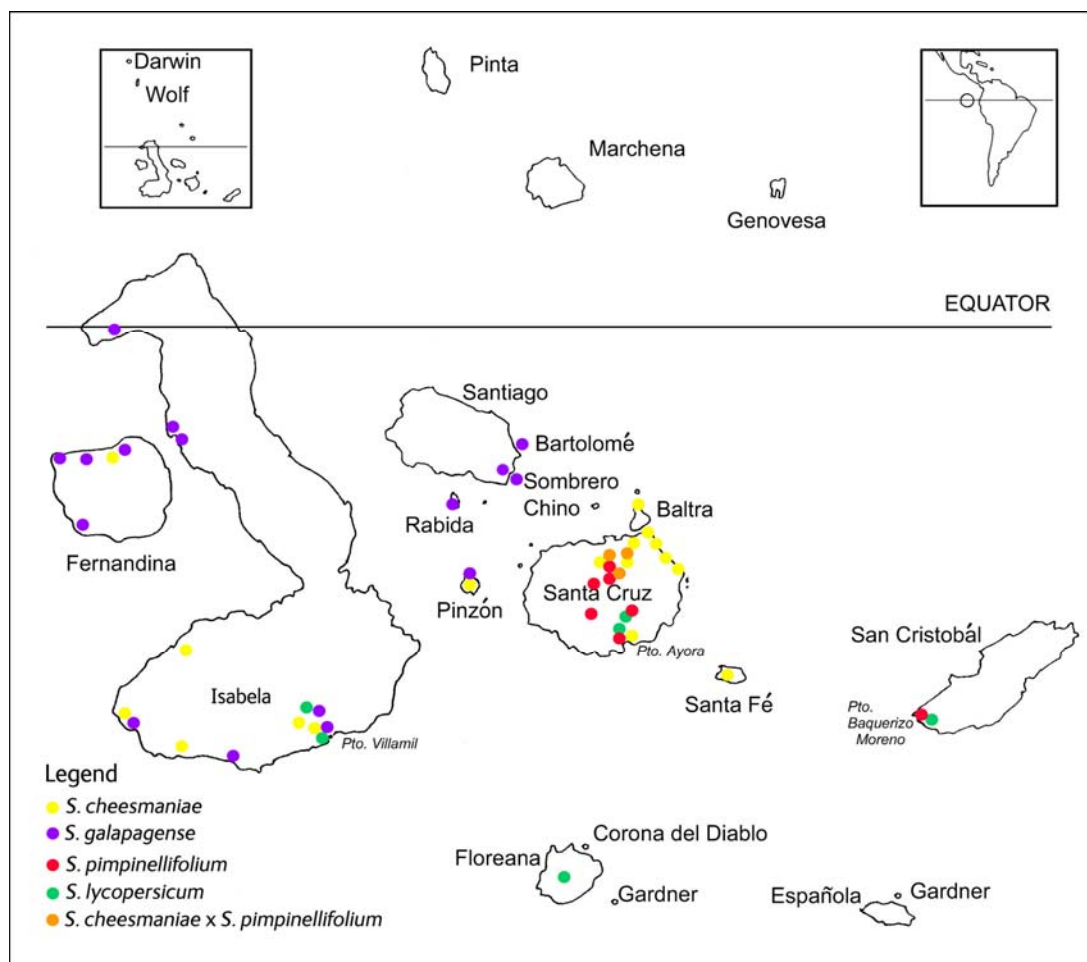 Darwin
Wolf
Pinta
Marchena
Genovesa
EQUATOR
Santiago
Bartolomé
Sombrero
Chino
Rabida
Baltra
Fernandina
Pinzón
Santa Cruz
Pto. Ayora
San Cristobál
Santa Fé
Pto.
Baquerizo
Moreno
Isabela
Pto. Villamil
Legend
S. cheesmaniae
S. galapagense
S. pimpinellifolium
S. lycopersicum
S. cheesmaniae x S. pimpinellifolium
Corona del Diablo
Floreana
Gardner
Española
Gardner